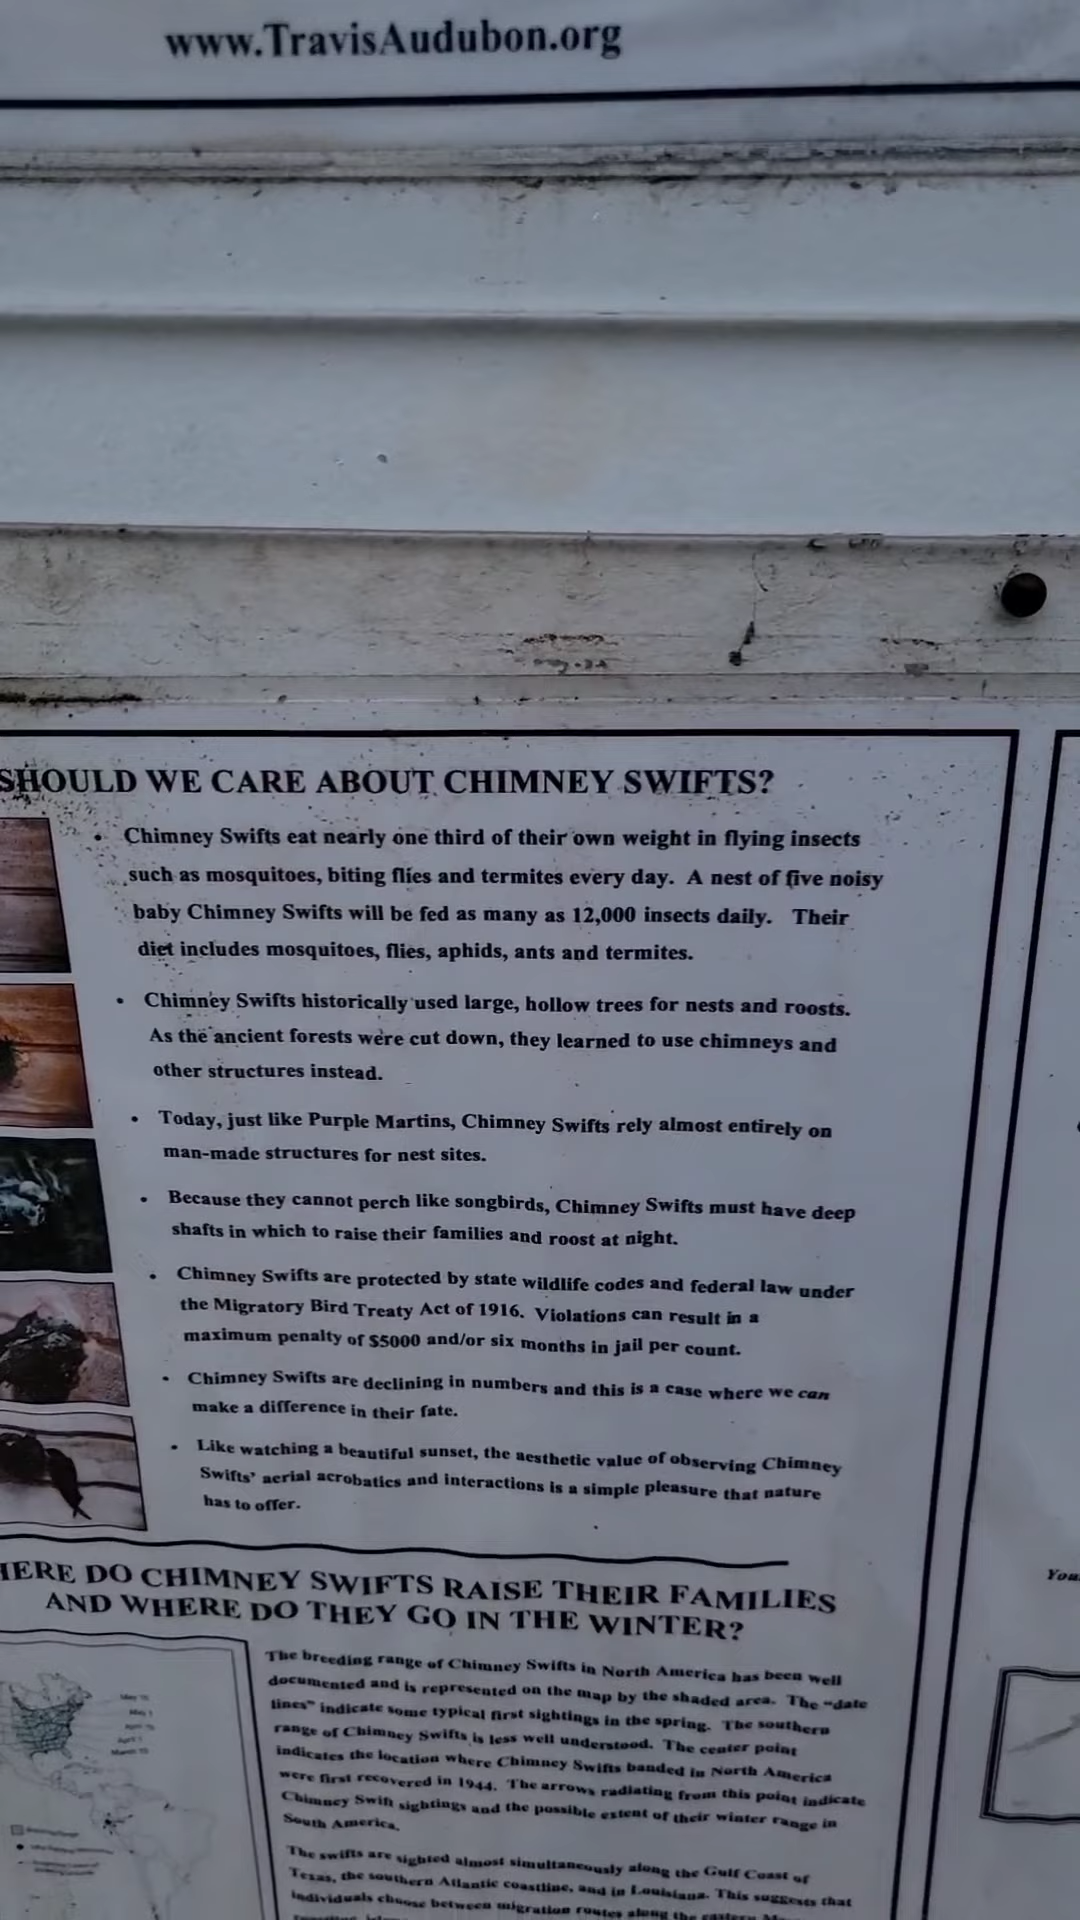 www.TravisAudubon.org
SHOULD WE CARE ABOUT CHIMNEY SWIFTS?
• Chimney Swifts eat nearly one third of their own weight in flying insects
such as mosquitoes, biting flies and termites every day. A nest of five noisy
baby Chimney Swifts will be fed as many as 12,000 insects daily. Their
diet includes mosquitoes, flies, aphids, ants and termites.
• Chimney Swifts historically used large, hollow trees for nests and roosts.
As the ancient forests were cut down, they learned to use chimneys and
other structures instead.
• Today, just like Purple Martins, Chimney Swifts rely almost entirely on
man-made structures for nest sites.
• Because they cannot perch like songbirds, Chimney Swifts must have deep
shafts in which to raise their families and roost at night.
• Chimney Swifts are protected by state wildlife codes and federal law under
the Migratory Bird Treaty Act of 1916. Violations can result in a
maximum penalty of $5000 and/or six months in jail per count.
• Chimney Swifts are declining in numbers and this is a case where we can
make a difference in their fate.
• Like watching a beautiful sunset, the aesthetic value of observing Chimney
Swifts' aerial acrobatics and interactions is a simple pleasure that nature
has to offer.
HERE DO CHIMNEY SWIFTS RAISE THEIR FAMILIES
AND WHERE DO THEY GO IN THE WINTER?
The breeding range of Chimney Swifts in North America has been well
documented and is represented on the map by the shaded area. The "date
lines" indicate some typical first sightings in the spring. The southern
range of Chimney Swifts is less well understood. The center point
indicates the location where Chimney Swifts banded in North America
were first recovered in 1944. The arrows radiating from this point indicate
Chimney Swift sightings and the possible extent of their winter range in
South America.
The swifts are sighted almost simultaneously along the Gulf Coast of
Texas, the southern Atlantic coastline, and in Louisiana. This suggests that
individuals choose between migration routes along the eastern
May 15
May 1
April 15
April 1
March 15